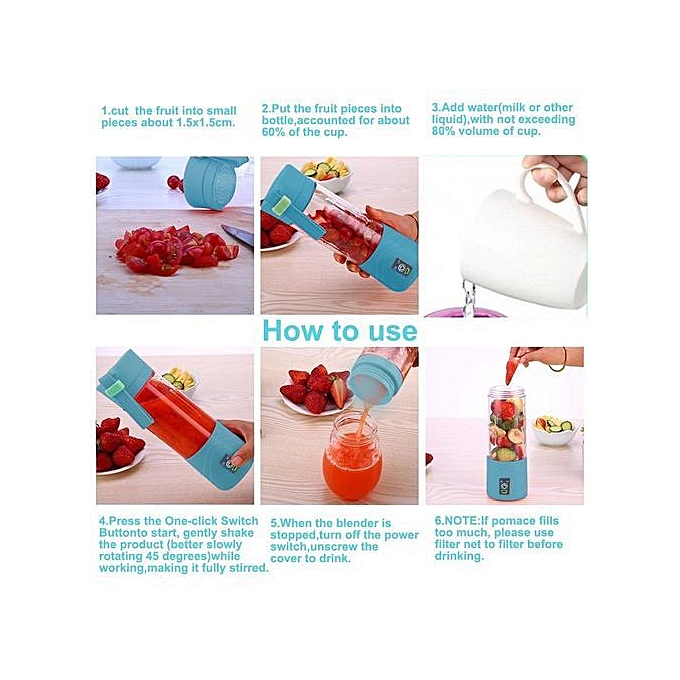 1.cut the fruit into small
pieces about 1.5x1.5cm.
2.Put the fruit pieces into
bottle,accounted for about
60% of the cup.
3.Add water(milk or other
liquid),with not exceeding
80% volume of cup.
How to use
4.Press the One-click Switch
Buttonto start, gently shake
the product (better slowly
rotating 45 degrees)while
working,making it fully stirred.
5.When the blender is
stopped,turn off the power
switch,unscrew the
cover to drink.
6.NOTE:If pomace fills
too much, please use
filter net to filter before
drinking.